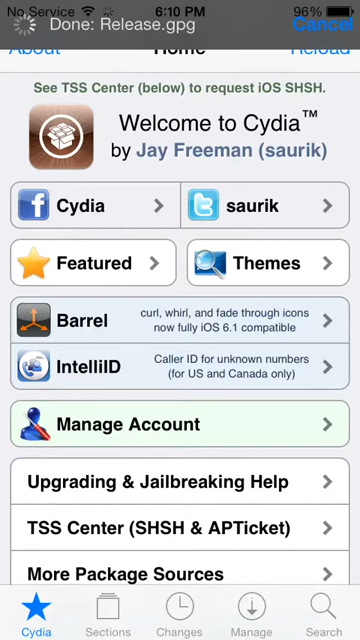 No Service 6:10 PM 96%
Done: Release.gpg Cancel
About Home Reload
See TSS Center (below) to request iOS SHSH.
Welcome to Cydia™
by Jay Freeman (saurik)
Cydia saurik
Featured Themes
Barrel curl, whirl, and fade through icons
now fully iOS 6.1 compatible
IntelliID Caller ID for unknown numbers
(for US and Canada only)
Manage Account
Upgrading & Jailbreaking Help
TSS Center (SHSH & APTicket)
More Package Sources
Cydia Sections Changes Manage Search